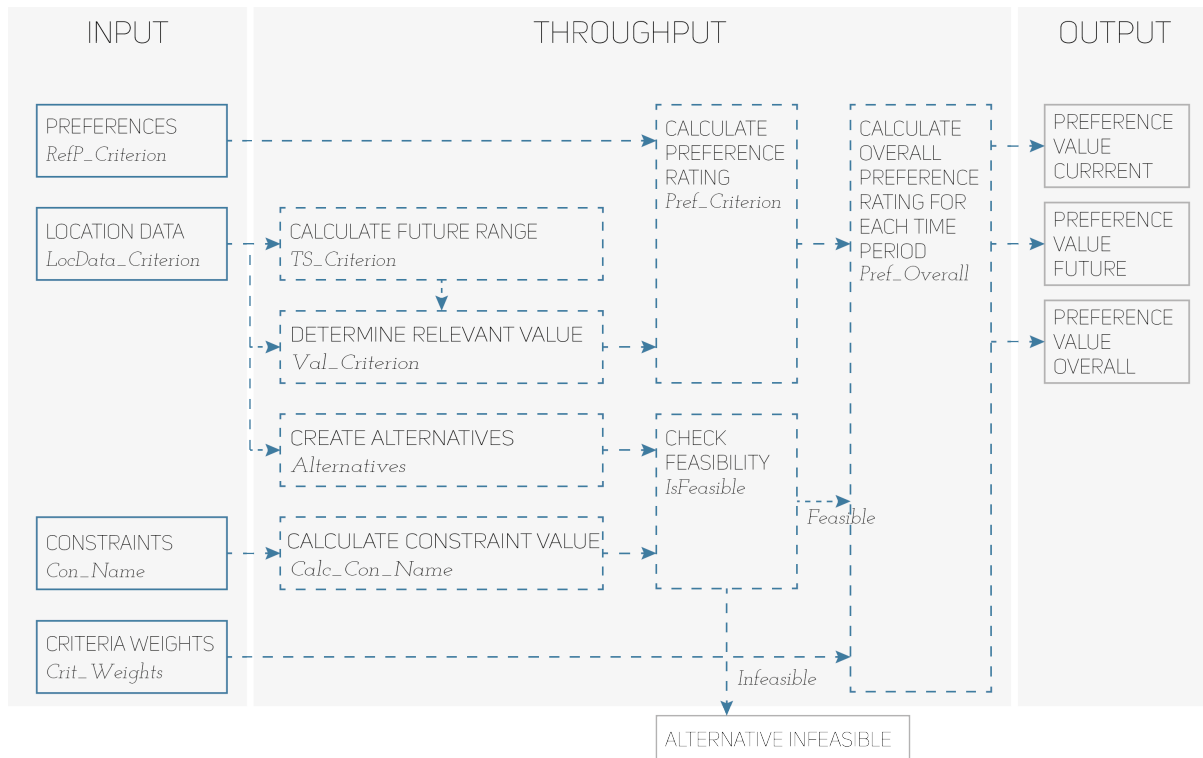 INPUT
THROUGHPUT
OUTPUT
PREFERENCES
RefP_Criterion
LOCATION DATA
LocData_Criterion
CONSTRAINTS
Con_Name
CRITERIA WEIGHTS
Crit_Weights
CALCULATE FUTURE RANGE
TS_Criterion
DETERMINE RELEVANT VALUE
Val_Criterion
CREATE ALTERNATIVES
Alternatives
CALCULATE CONSTRAINT VALUE
Calc_Con_Name
CALCULATE
PREFERENCE
RATING
Pref_Criterion
CHECK
FEASIBILITY
IsFeasible
Feasible
Infeasible
CALCULATE
OVERALL
PREFERENCE
RATING FOR
EACH TIME
PERIOD
Pref_Overall
PREFERENCE
VALUE
CURRRENT
PREFERENCE
VALUE
FUTURE
PREFERENCE
VALUE
OVERALL
ALTERNATIVE INFEASIBLE